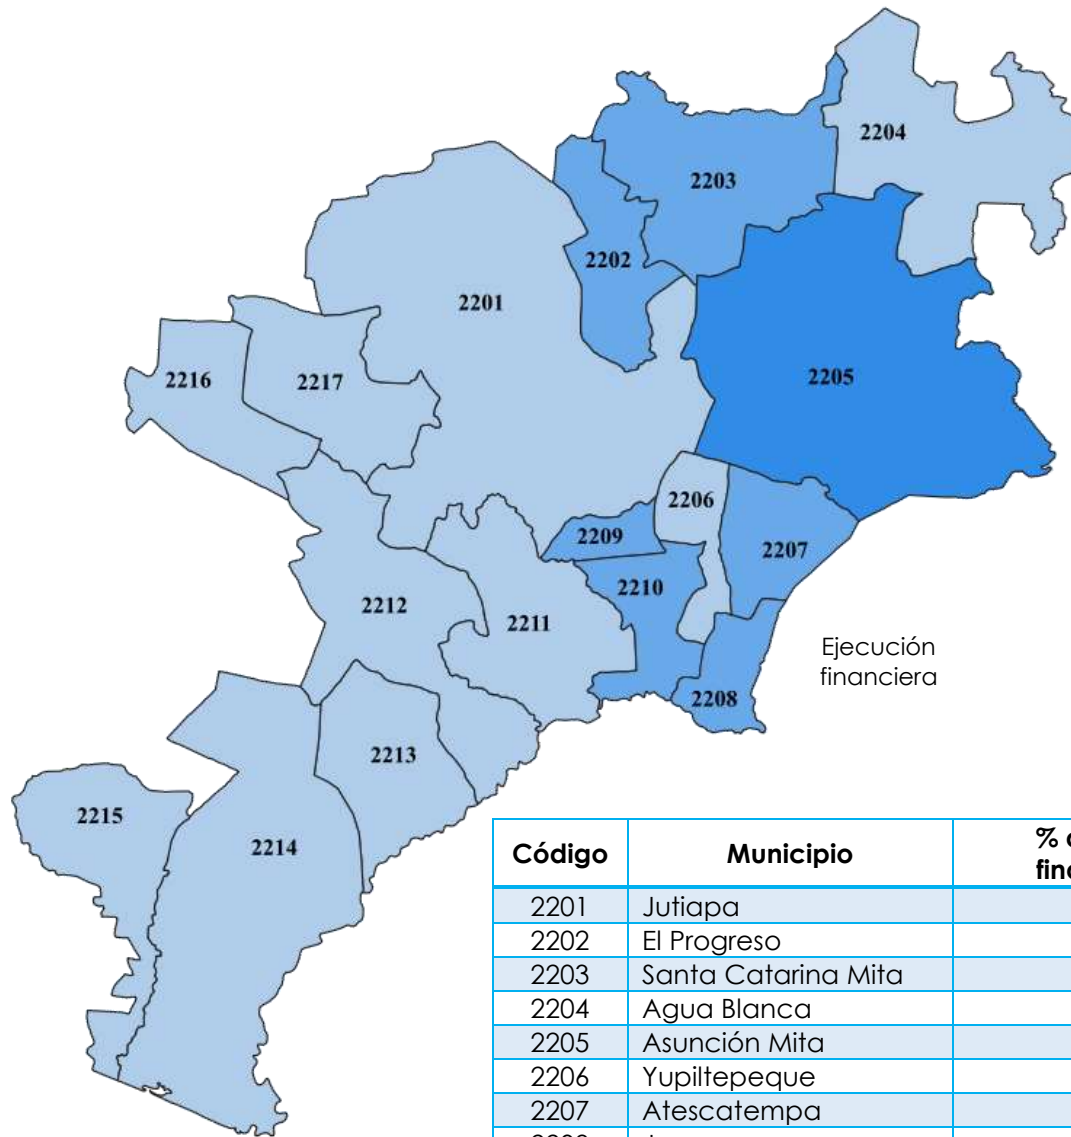 2204
2203
2202
2201
2205
2216
2217
2206
2209
2207
2210
2212
2211
Ejecución
financiera
2208
2213
2215
2214
Código Municipio
2201 Jutiapa
2202 El Progreso
2203 Santa Catarina Mita
2204 Agua Blanca
2205 Asunción Mita
2206 Yupiltepeque
2207 Atescatempa